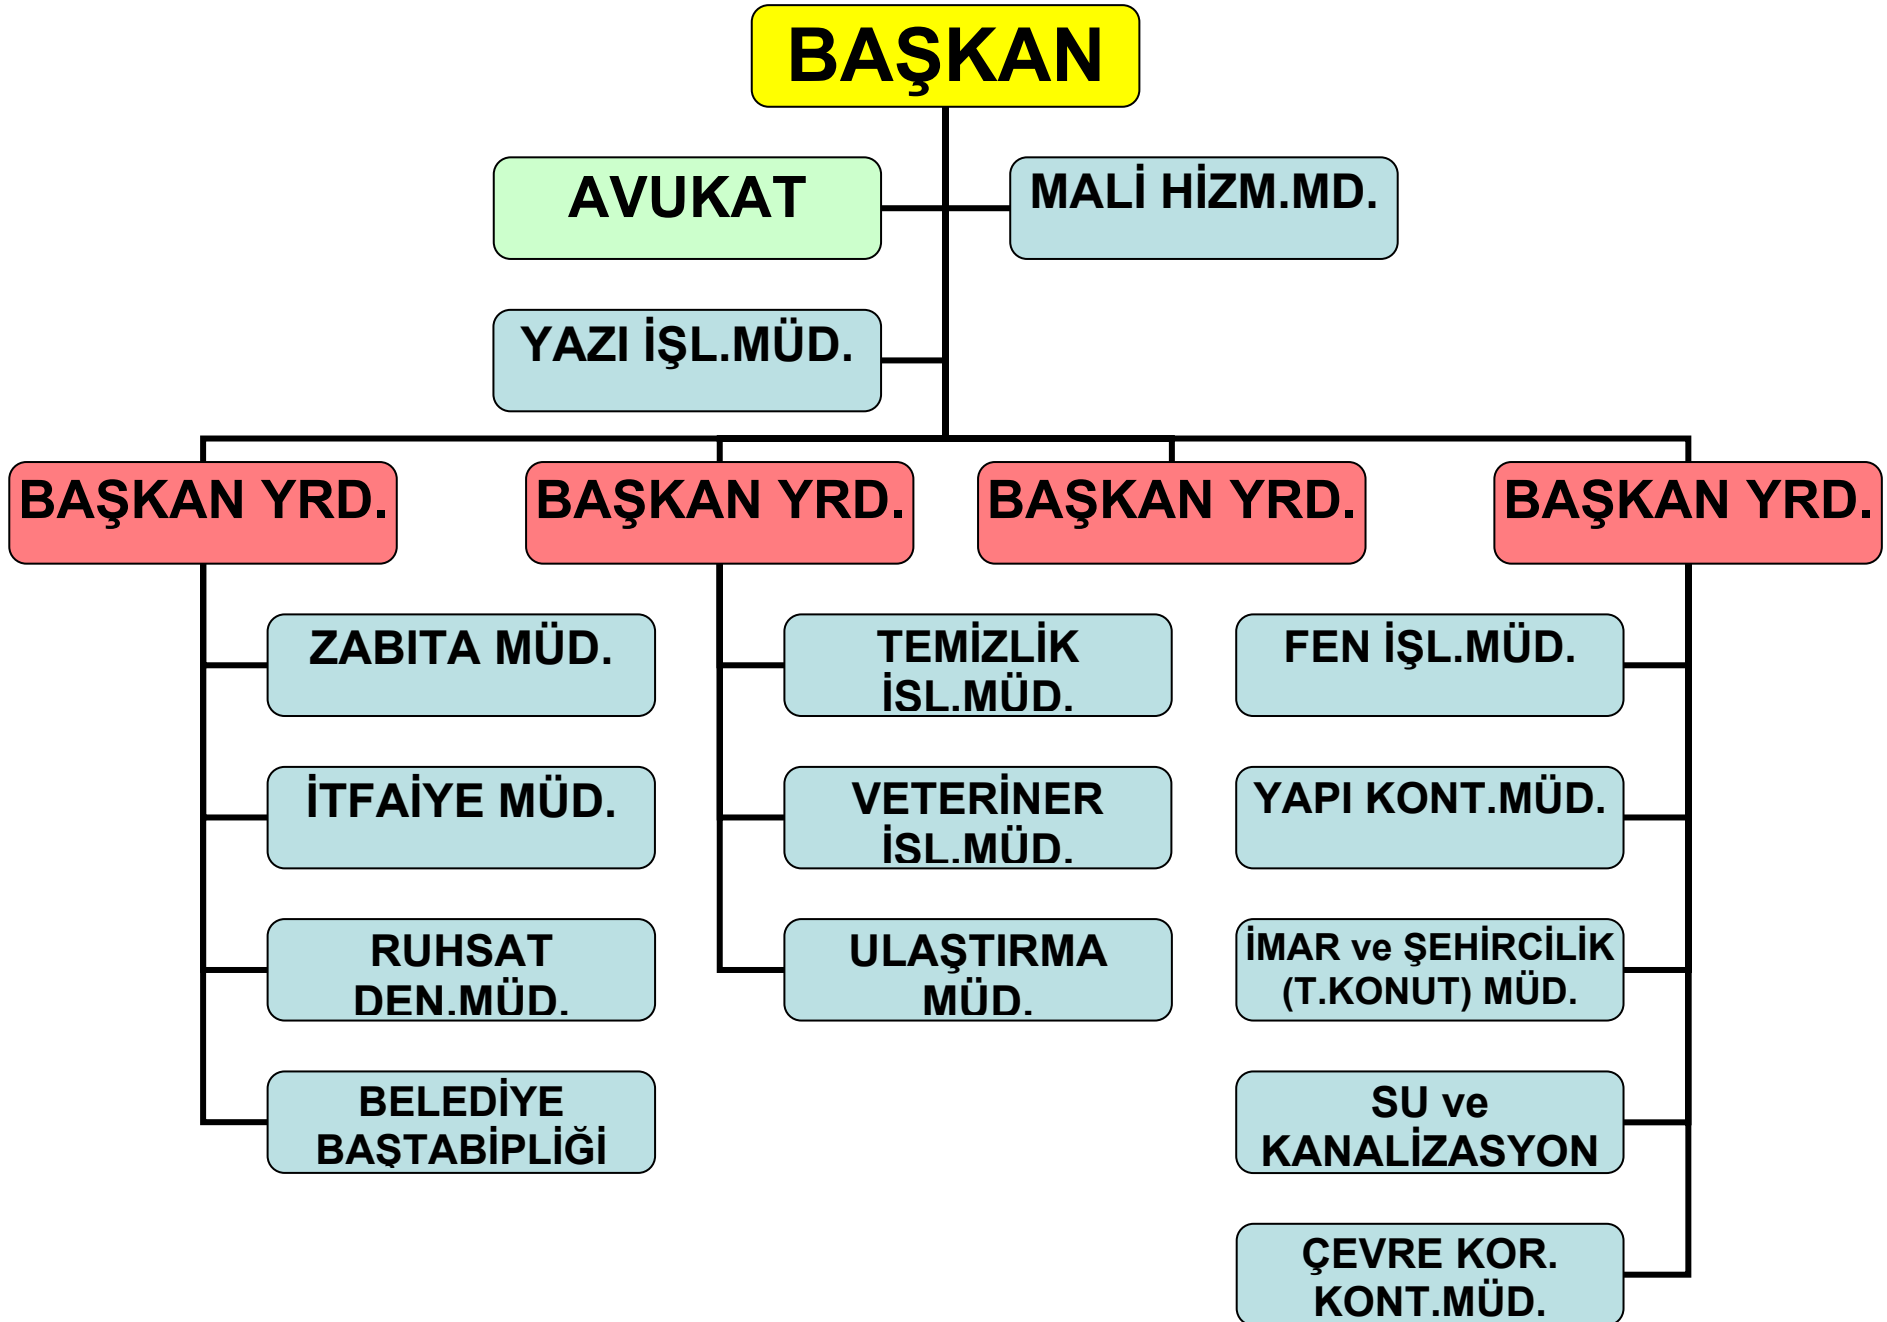 BAŞKAN
AVUKAT
MALİ HİZM.MD.
YAZI İŞL.MÜD.
BAŞKAN YRD.
BAŞKAN YRD.
BAŞKAN YRD.
BAŞKAN YRD.
ZABITA MÜD.
İTFAİYE MÜD.
RUHSAT
DEN.MÜD.
BELEDİYE
BAŞTABİPLİĞİ
TEMİZLİK
İŞL.MÜD.
VETERİNER
İŞL.MÜD.
ULAŞTIRMA
MÜD.
FEN İŞL.MÜD.
YAPI KONT.MÜD.
İMAR ve ŞEHİRCİLİK
(T.KONUT) MÜD.
SU ve
KANALİZASYON
ÇEVRE KOR.
KONT.MÜD.